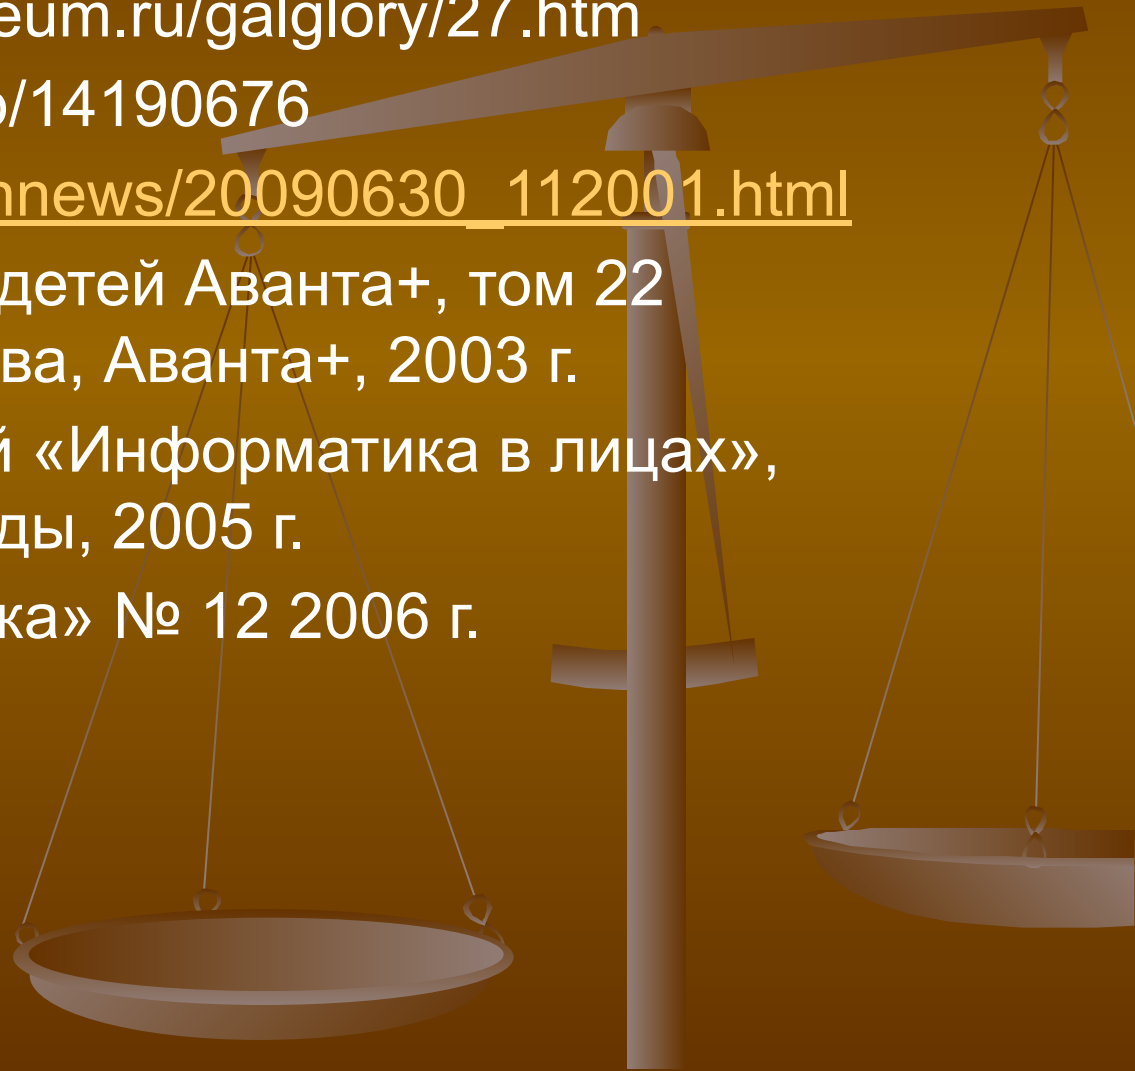 eum.ru/galglory/27.htm
/14190676
nnews/20090630_112001.html
детей Аванта+, том 22
ва, Аванта+, 2003 г.
й «Информатика в лицах»,
ды, 2005 г.
ка» № 12 2006 г.